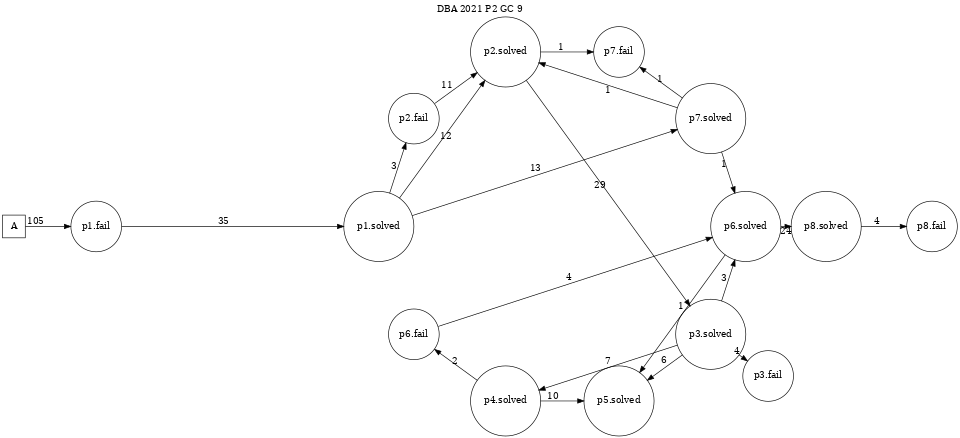 DBA 2021 P2 GC 9
p2.solved
1
p7.fail
11
1
1
p2.fail
p7.solved
12
3
13
1
29
A
105
p1.fail
35
p1.solved
p6.solved
24
p8.solved
4
p8.fail
4
3
1
p6.fail
p3.solved
2
7
6
4
p3.fail
p4.solved
10
p5.solved